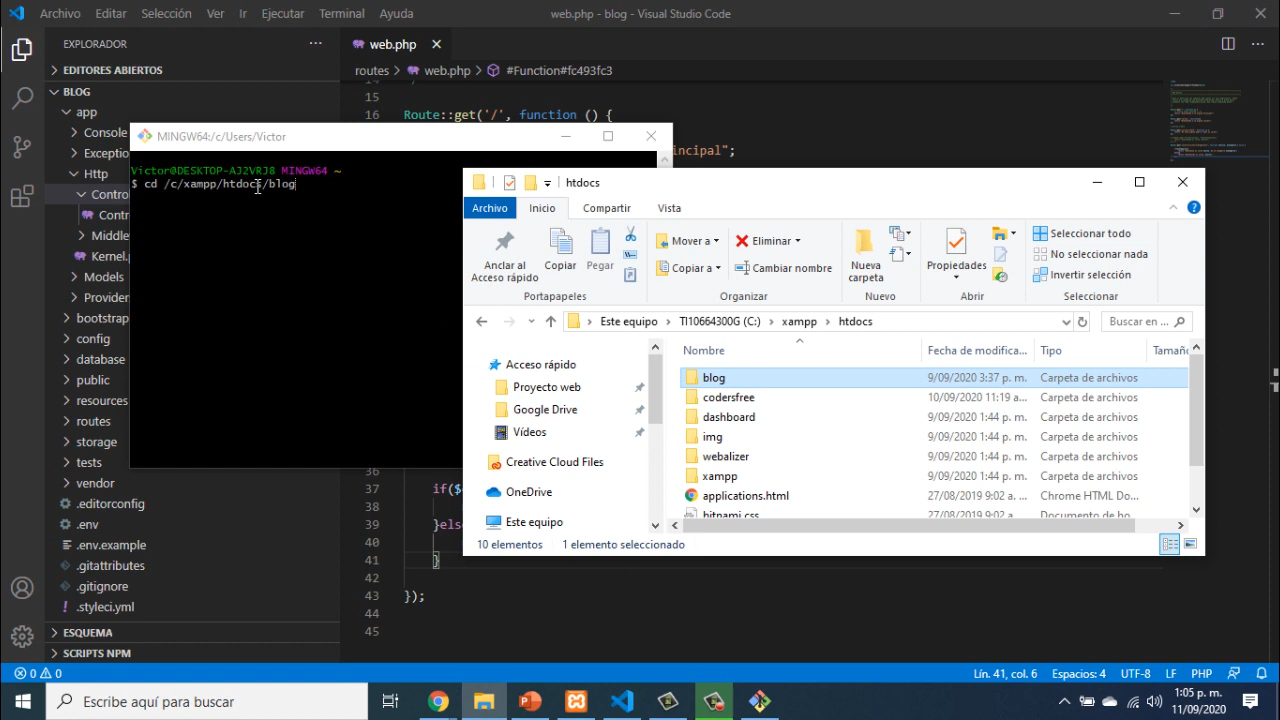 Archivo Editar Selección Ver Ir Ejecutar Terminal Ayuda web.php - blog - Visual Studio Code
EXPLORADOR
EDITORES ABIERTOS
BLOG
app
Console
Exceptio
Http
Contro
Contr
Middle
Kernel.p
Models
Provider
bootstrap
config
database
public
resources
routes
storage
tests
vendor
.editorconfig
.env
.env.example
.gitattributes
.gitignore
.styleci.yml
ESQUEMA
SCRIPTS NPM
web.php
routes > web.php > #Function#fc493fc3
15
16 Route::get('/', function () {
ncipal";
36
37 if($
38
39 }else
40
41 }
42
43 });
44
45
MINGW64:/c/Users/Victor
Victor@DESKTOP-AJ2VRJ8 MINGW64 ~
$ cd /c/xampp/htdocs/blog
htdocs
Archivo Inicio Compartir Vista
Anclar al Acceso rápido
Copiar
Pegar
Portapapeles
Mover a
Copiar a
Eliminar
Cambiar nombre
Organizar
Nueva carpeta
Nuevo
Propiedades
Abrir
Seleccionar todo
No seleccionar nada
Invertir selección
Seleccionar
Este equipo > TI10664300G (C:) > xampp > htdocs
Buscar en ...
Acceso rápido
Proyecto web
Google Drive
Vídeos
Creative Cloud Files
OneDrive
Este equipo
Nombre Fecha de modifica... Tipo Tamaño
blog 9/09/2020 3:37 p. m. Carpeta de archivos
codersfree 10/09/2020 11:19 a... Carpeta de archivos
dashboard 9/09/2020 1:44 p. m. Carpeta de archivos
img 9/09/2020 1:44 p. m. Carpeta de archivos
webalizer 9/09/2020 1:44 p. m. Carpeta de archivos
xampp 9/09/2020 1:44 p. m. Carpeta de archivos
applications.html 27/08/2019 9:02 a. ... Chrome HTML Do...
bitnami.css 27/08/2019 9:02 a. Documento de ho
10 elementos 1 elemento seleccionado
0 0 Lín. 41, col. 6 Espacios: 4 UTF-8 LF PHP
Escribe aquí para buscar
1:05 p. m.
11/09/2020